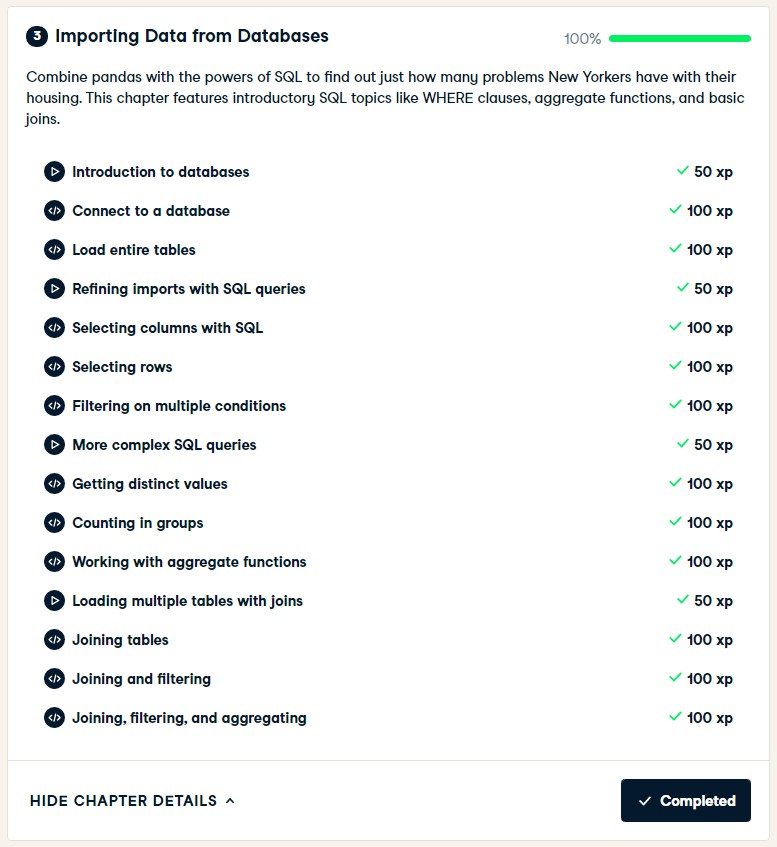 3 Importing Data from Databases
100%
Combine pandas with the powers of SQL to find out just how many problems New Yorkers have with their
housing. This chapter features introductory SQL topics like WHERE clauses, aggregate functions, and basic
joins.
Introduction to databases 50 xp
Connect to a database 100 xp
Load entire tables 100 xp
Refining imports with SQL queries 50 xp
Selecting columns with SQL 100 xp
Selecting rows 100 xp
Filtering on multiple conditions 100 xp
More complex SQL queries 50 xp
Getting distinct values 100 xp
Counting in groups 100 xp
Working with aggregate functions 100 xp
Loading multiple tables with joins 50 xp
Joining tables 100 xp
Joining and filtering 100 xp
Joining, filtering, and aggregating 100 xp
HIDE CHAPTER DETAILS
Completed